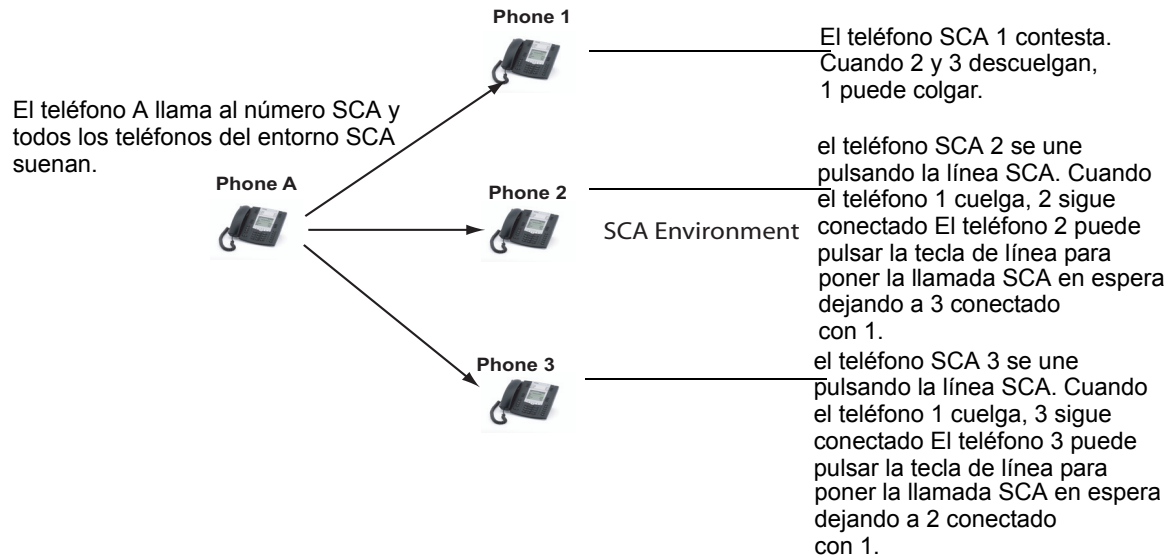 Phone 1
El teléfono SCA 1 contesta.
Cuando 2 y 3 descuelgan,
1 puede colgar.
El teléfono A llama al número SCA y
todos los teléfonos del entorno SCA
suenan.
Phone A
Phone 2
SCA Environment
el teléfono SCA 2 se une
pulsando la línea SCA. Cuando
el teléfono 1 cuelga, 2 sigue
conectado El teléfono 2 puede
pulsar la tecla de línea para
poner la llamada SCA en espera
dejando a 3 conectado
con 1.
Phone 3
el teléfono SCA 3 se une
pulsando la línea SCA. Cuando
el teléfono 1 cuelga, 3 sigue
conectado El teléfono 3 puede
pulsar la tecla de línea para
poner la llamada SCA en espera
dejando a 2 conectado
con 1.